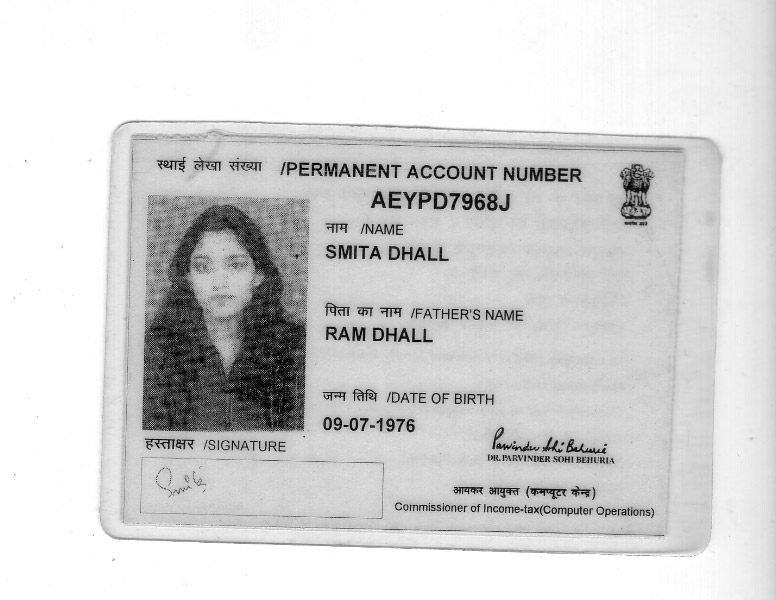 स्थाई लेखा संख्या /PERMANENT ACCOUNT NUMBER
AEYPD7968J
नाम /NAME
SMITA DHALL
पिता का नाम /FATHER'S NAME
RAM DHALL
जन्म तिथि /DATE OF BIRTH
09-07-1976
हस्ताक्षर /SIGNATURE
Smita
Parvinder Sohi Behuria
DR. PARVINDER SOHI BEHURIA
आयकर आयुक्त (कम्प्यूटर केन्द्र)
Commissioner of Income-tax(Computer Operations)